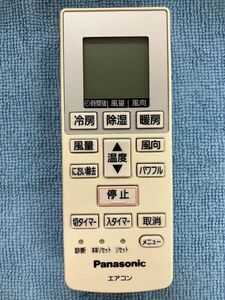 時間後 風量 風向
冷房 除湿 暖房
風量 ▲ 風向
温度
におい除去 ▼ パワフル
停止
切タイマー 入タイマー 取消
診断 本体リセット リセット メニュー
Panasonic
エアコン